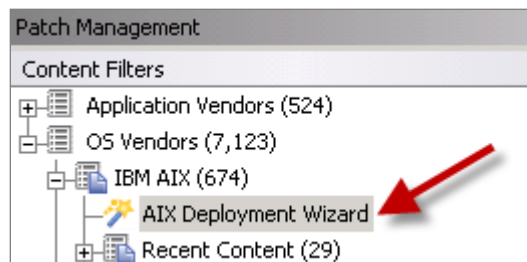 Patch Management
Content Filters
Application Vendors (524)
OS Vendors (7,123)
IBM AIX (674)
AIX Deployment Wizard
Recent Content (29)